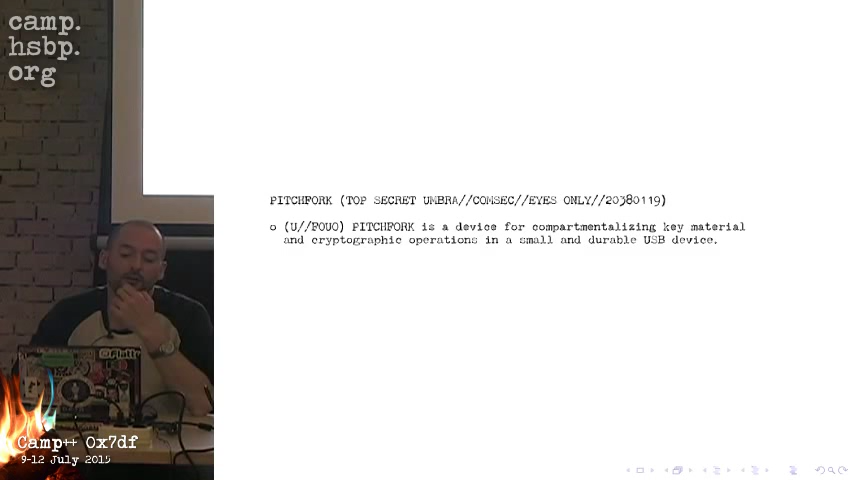 camp.
hsbp.
org
PITCHFORK (TOP SECRET UMBRA//COMSEC//EYES ONLY//20380119)
o (U//FOUO) PITCHFORK is a device for compartmentalizing key material
and cryptographic operations in a small and durable USB device.
Camp++ 0x7df
9-12 July 2015